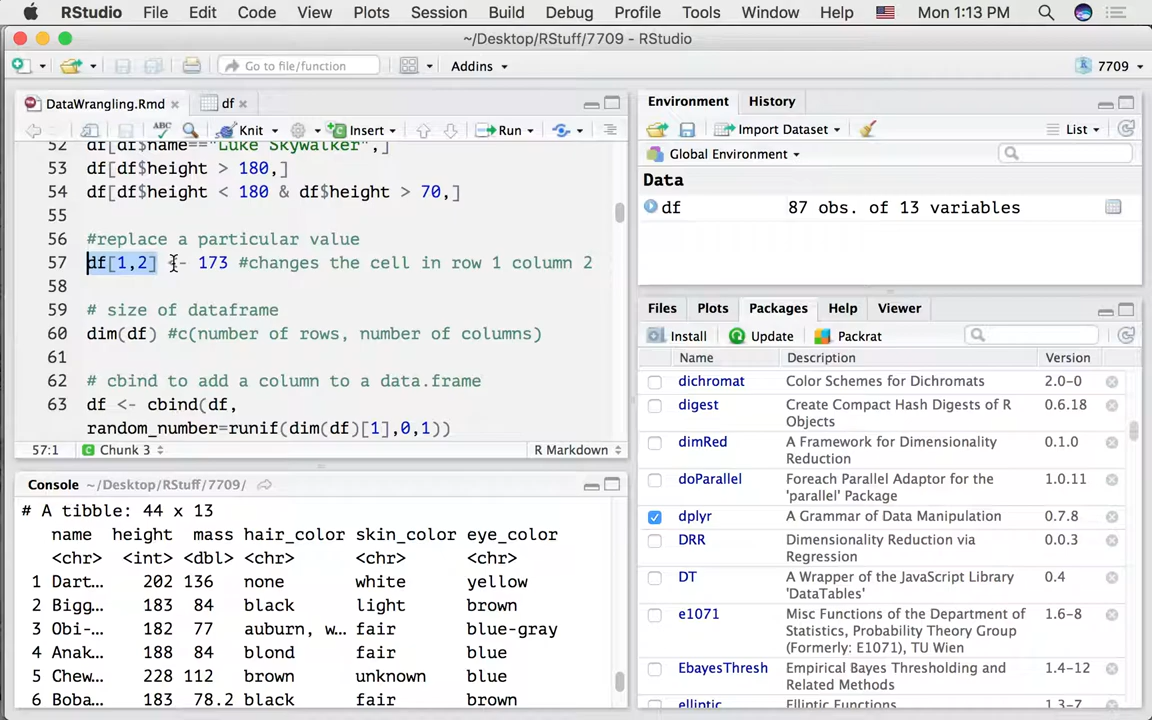 RStudio File Edit Code View Plots Session Build Debug Profile Tools Window Help Mon 1:13 PM
~/Desktop/RStuff/7709 - RStudio
Go to file/function Addins 7709
DataWrangling.Rmd df
ABC Knit Insert Run
52 df[df$name=="Luke Skywalker",]
53 df[df$height > 180,]
54 df[df$height < 180 & df$height > 70,]
55
56 #replace a particular value
57 df[1,2] <- 173 #changes the cell in row 1 column 2
58
59 # size of dataframe
60 dim(df) #c(number of rows, number of columns)
61
62 # cbind to add a column to a data.frame
63 df <- cbind(df,
random_number=runif(dim(df)[1],0,1))
57:1 Chunk 3 R Markdown
Console ~/Desktop/RStuff/7709/
# A tibble: 44 x 13
name height mass hair_color skin_color eye_color
<chr> <int> <dbl> <chr> <chr> <chr>
1 Dart… 202 136 none white yellow
2 Bigg… 183 84 black light brown
3 Obi-… 182 77 auburn, w… fair blue-gray
4 Anak… 188 84 blond fair blue
5 Chew… 228 112 brown unknown blue
6 Boba… 183 78.2 black fair brown
Environment History
Import Dataset List
Global Environment
Data
df 87 obs. of 13 variables
Files Plots Packages Help Viewer
Install Update Packrat
Name Description Version
dichromat Color Schemes for Dichromats 2.0-0
digest Create Compact Hash Digests of R 0.6.18
Objects
dimRed A Framework for Dimensionality 0.1.0
Reduction
doParallel Foreach Parallel Adaptor for the 1.0.11
'parallel' Package
dplyr A Grammar of Data Manipulation 0.7.8
DRR Dimensionality Reduction via 0.0.3
Regression
DT A Wrapper of the JavaScript Library 0.4
'DataTables'
e1071 Misc Functions of the Department of 1.6-8
Statistics, Probability Theory Group
(Formerly: E1071), TU Wien
EbayesThresh Empirical Bayes Thresholding and 1.4-12
Related Methods
elliptic Elliptic Functions 1.3-7